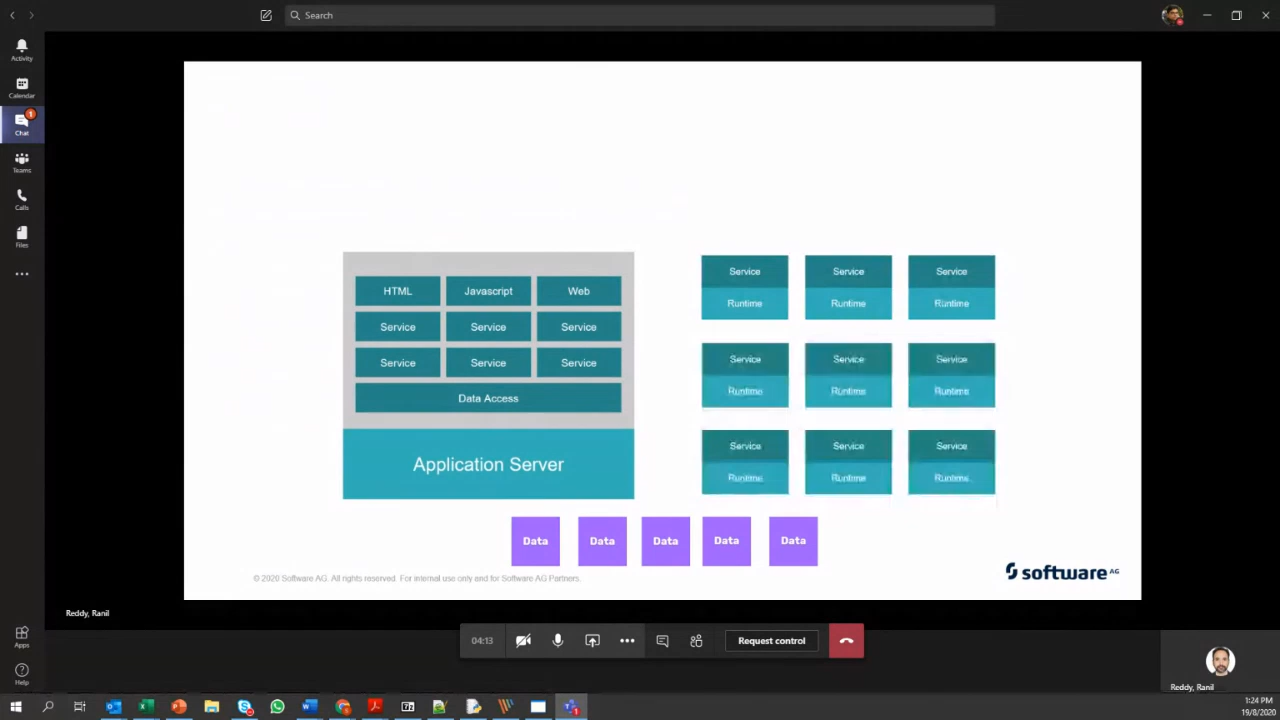 Search
Activity
Calendar
1
Chat
Teams
Calls
Files
HTML Javascript Web
Service Service Service
Service Service Service
Data Access
Application Server
Service Service Service
Runtime Runtime Runtime
Service Service Service
Runtime Runtime Runtime
Service Service Service
Runtime Runtime Runtime
Data Data Data Data Data
© 2020 Software AG. All rights reserved. For internal use only and for Software AG Partners.
software AG
Reddy, Ranil
04:13
Request control
Apps
Help
Reddy, Ranil
1:24 PM
19/8/2020